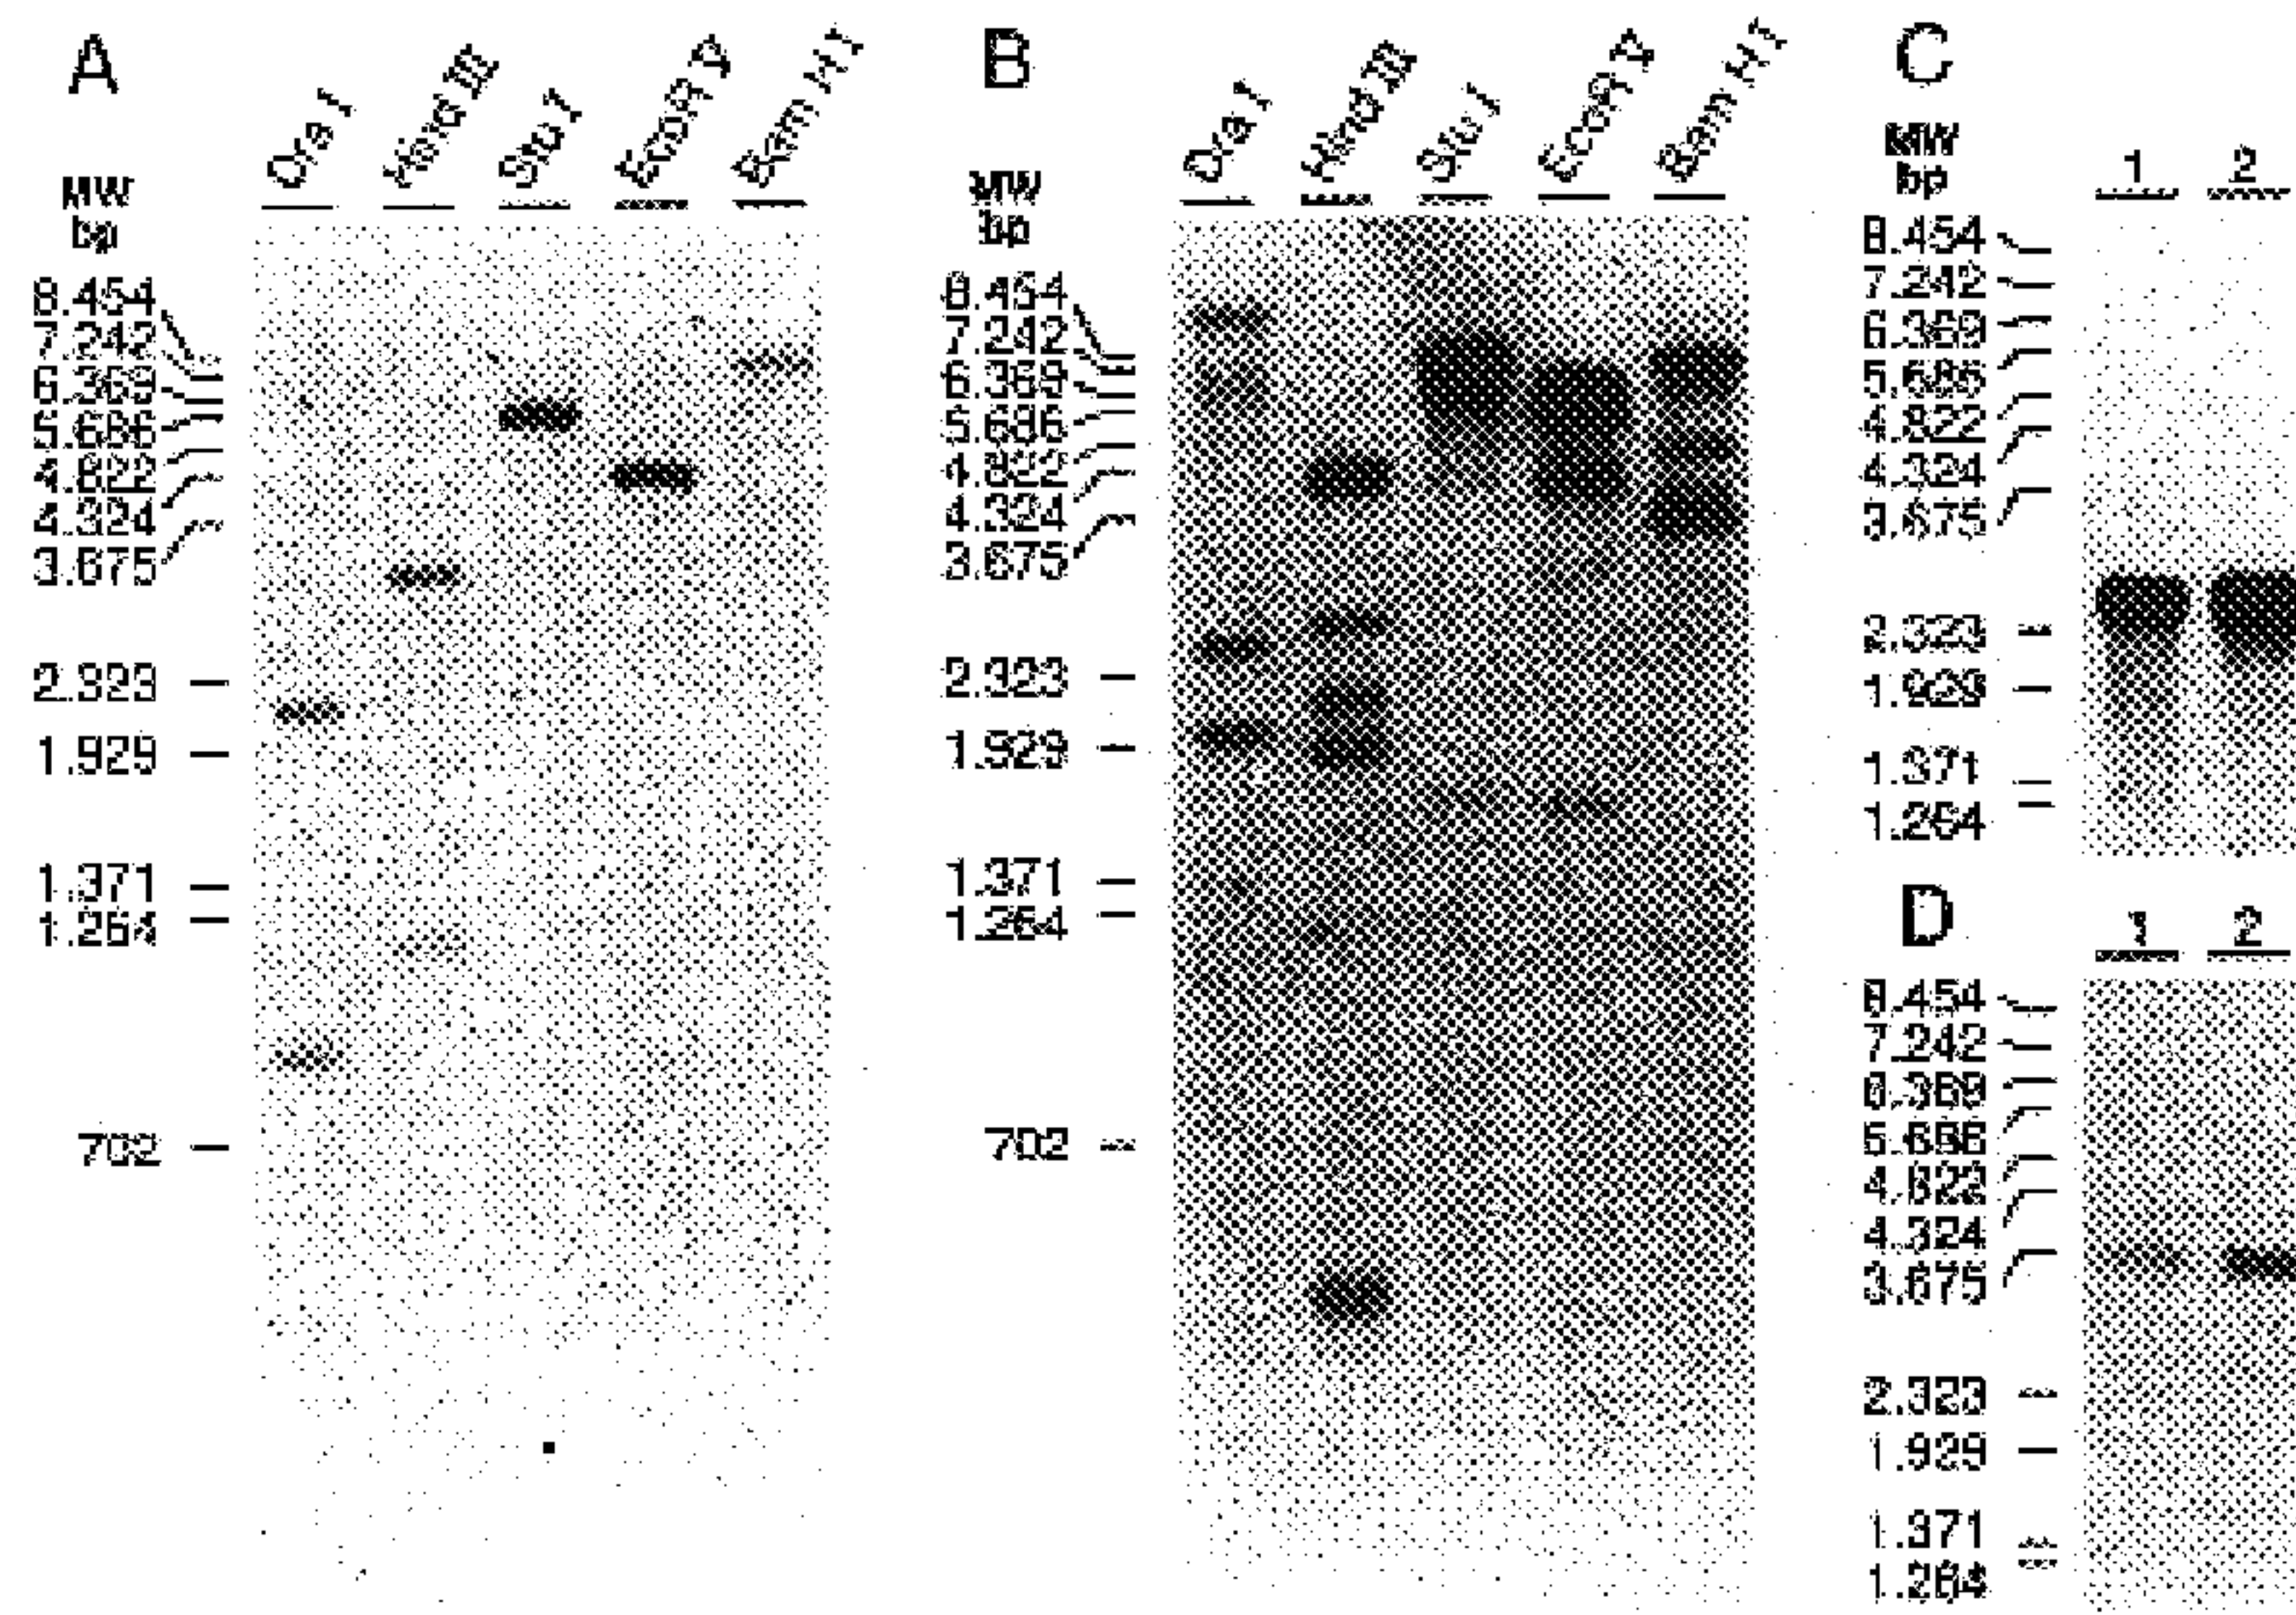 A
Dra I
Hind III
Stu I
EcoR V
Bam H I
MW
bp
8.454
7.242
6.369
5.686
4.822
4.324
3.675
2.323
1.929
1.371
1.264
702
B
Dra I
Hind III
Stu I
EcoR V
Bam H I
MW
bp
8.454
7.242
6.369
5.686
4.822
4.324
3.675
2.323
1.929
1.371
1.264
702
C
MW
bp
1 2
8.454
7.242
6.369
5.686
4.822
4.324
3.675
2.323
1.929
1.371
1.264
D
1 2
8.454
7.242
6.369
5.686
4.822
4.324
3.675
2.323
1.929
1.371
1.264